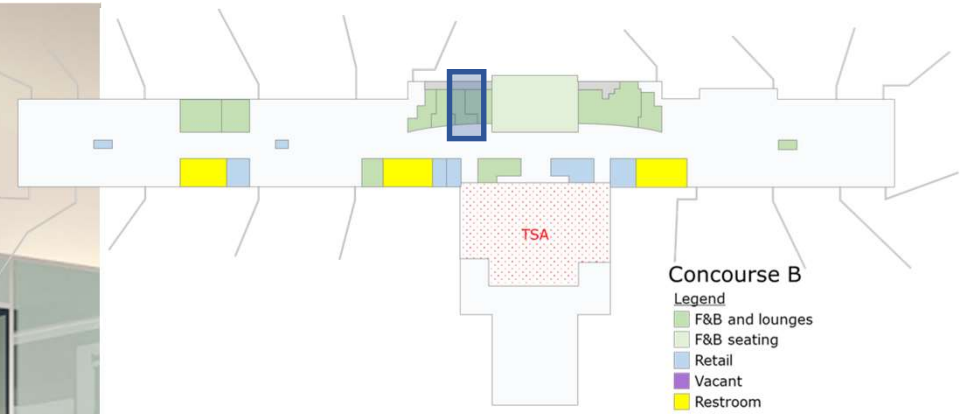 TSA
Concourse B
Legend
F&B and lounges
F&B seating
Retail
Vacant
Restroom